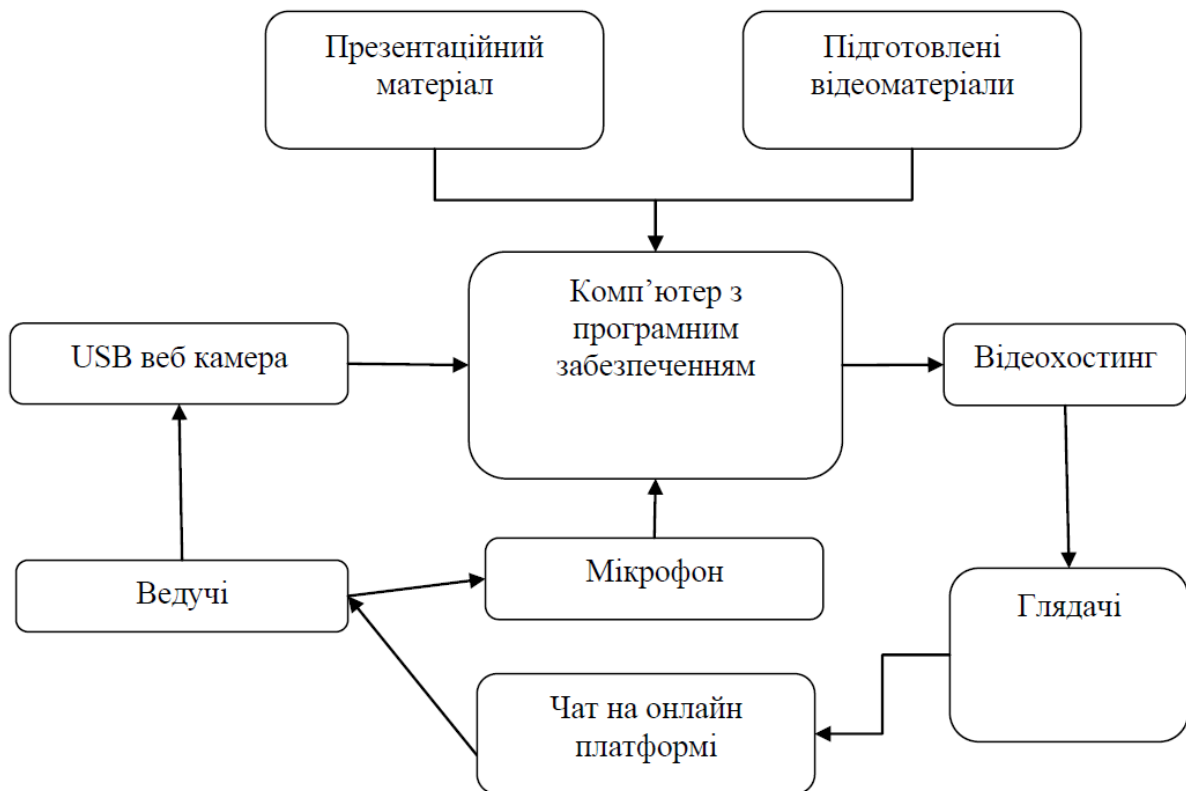 Презентаційний
матеріал
Підготовлені
відеоматеріали
Комп’ютер з
програмним
забезпеченням
USB веб камера
Відеохостинг
Ведучі
Мікрофон
Глядачі
Чат на онлайн
платформі